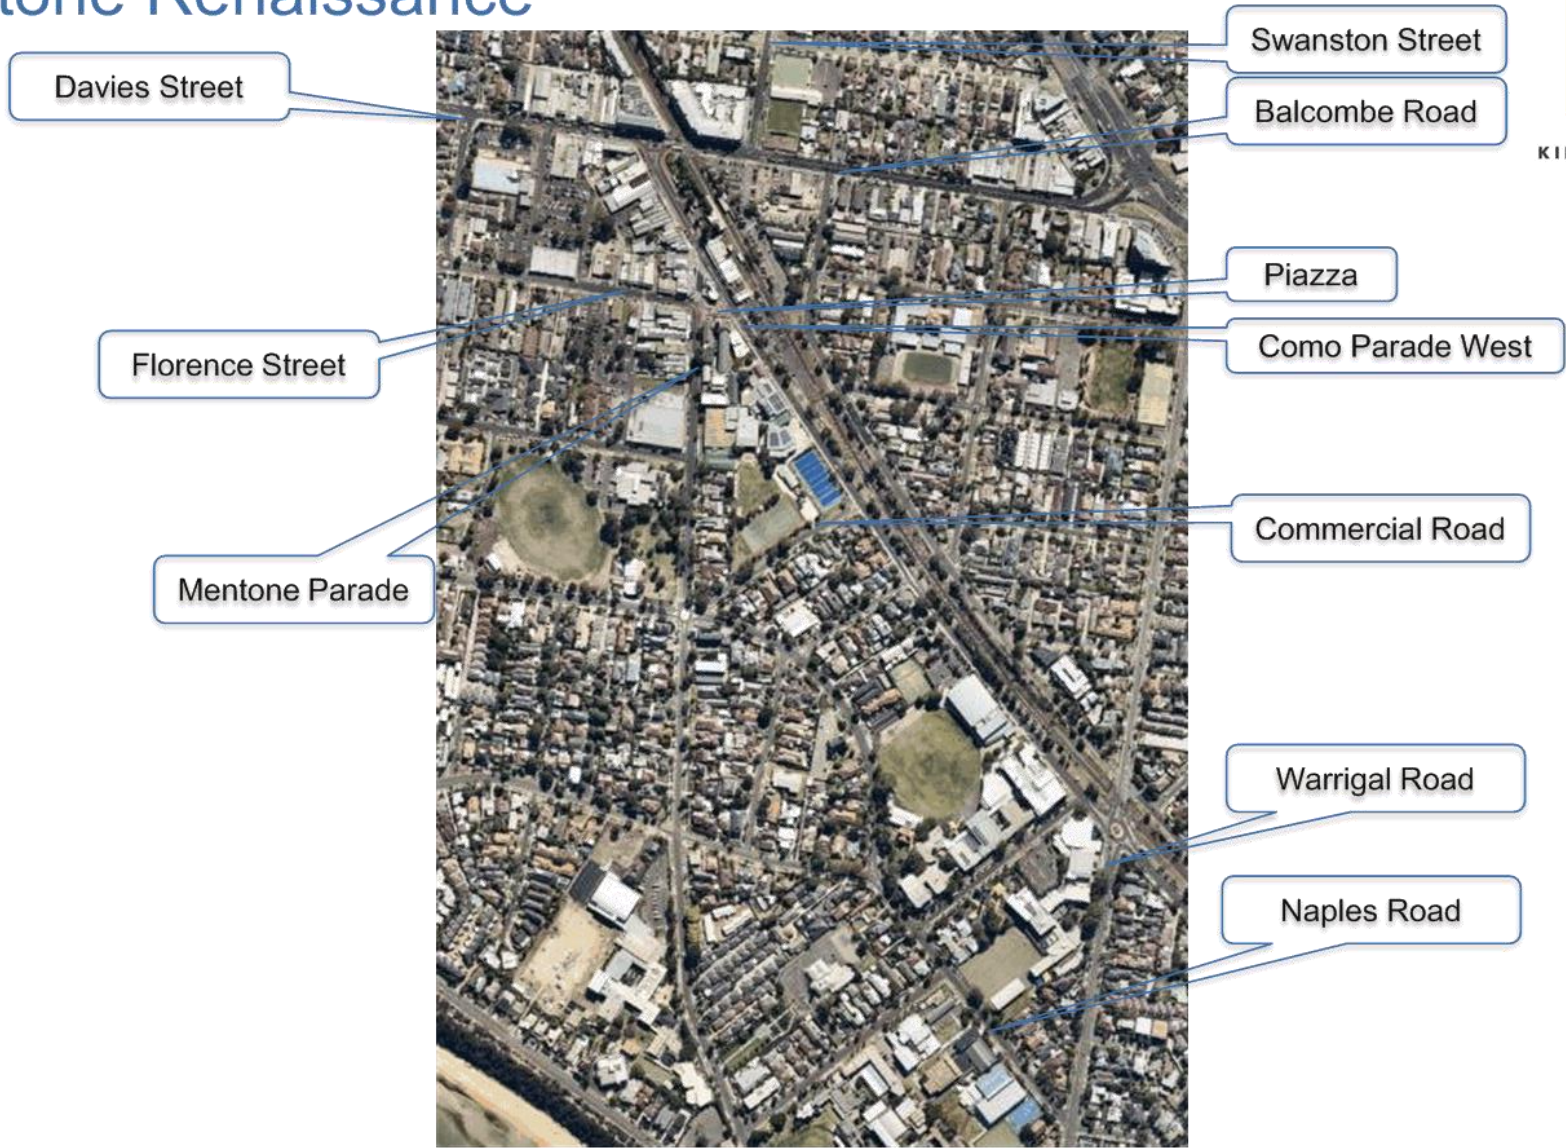 Renaissance
Swanston Street
Davies Street
Balcombe Road
Piazza
Como Parade West
Florence Street
Commercial Road
Mentone Parade
Warrigal Road
Naples Road